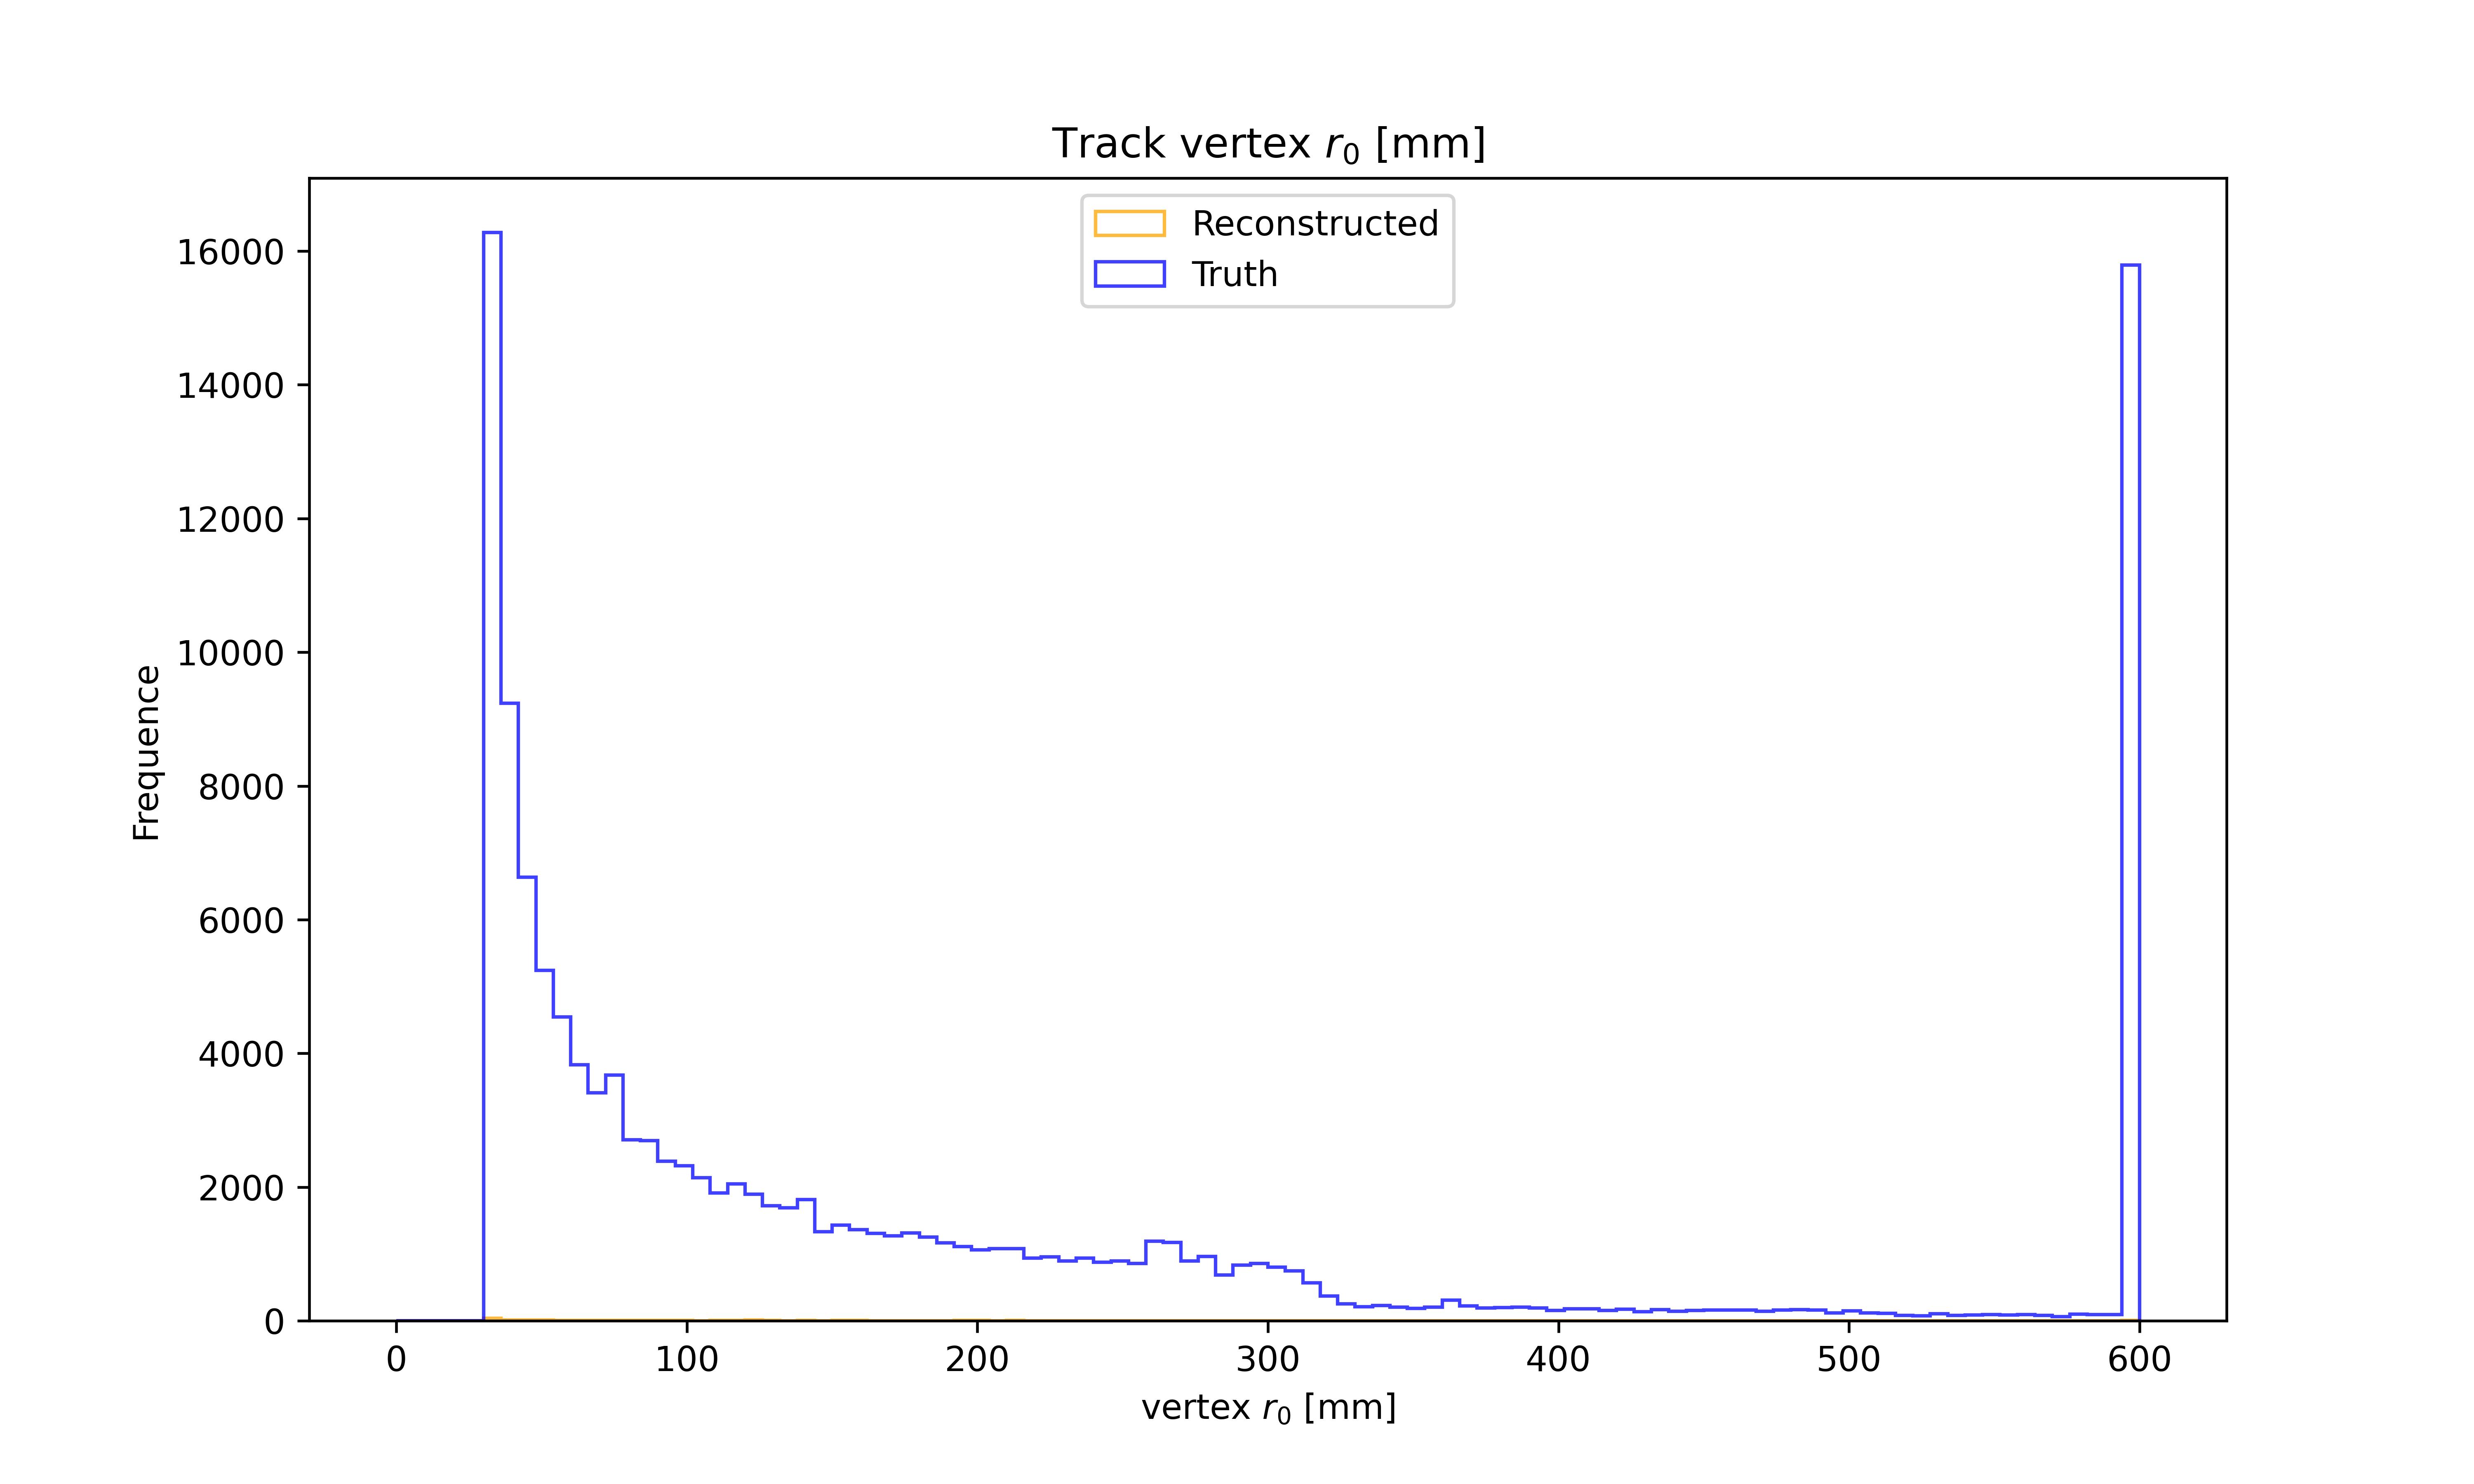 Track vertex r₀ [mm]
Reconstructed
Truth
16000
14000
12000
10000
8000
6000
4000
2000
0
Frequence
0 100 200 300 400 500 600
vertex r₀ [mm]